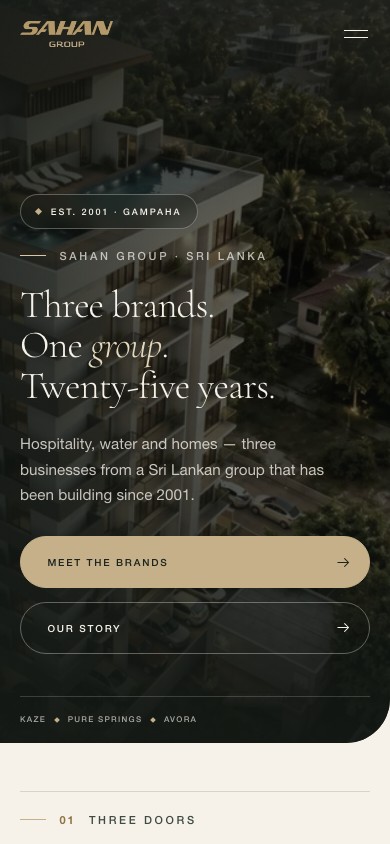 SAHAN
GROUP
EST. 2001 · GAMPAHA
SAHAN GROUP · SRI LANKA
Three brands.
One group.
Twenty-five years.
Hospitality, water and homes — three
businesses from a Sri Lankan group that has
been building since 2001.
MEET THE BRANDS →
OUR STORY →
KAZE ◆ PURE SPRINGS ◆ AVORA
01 THREE DOORS